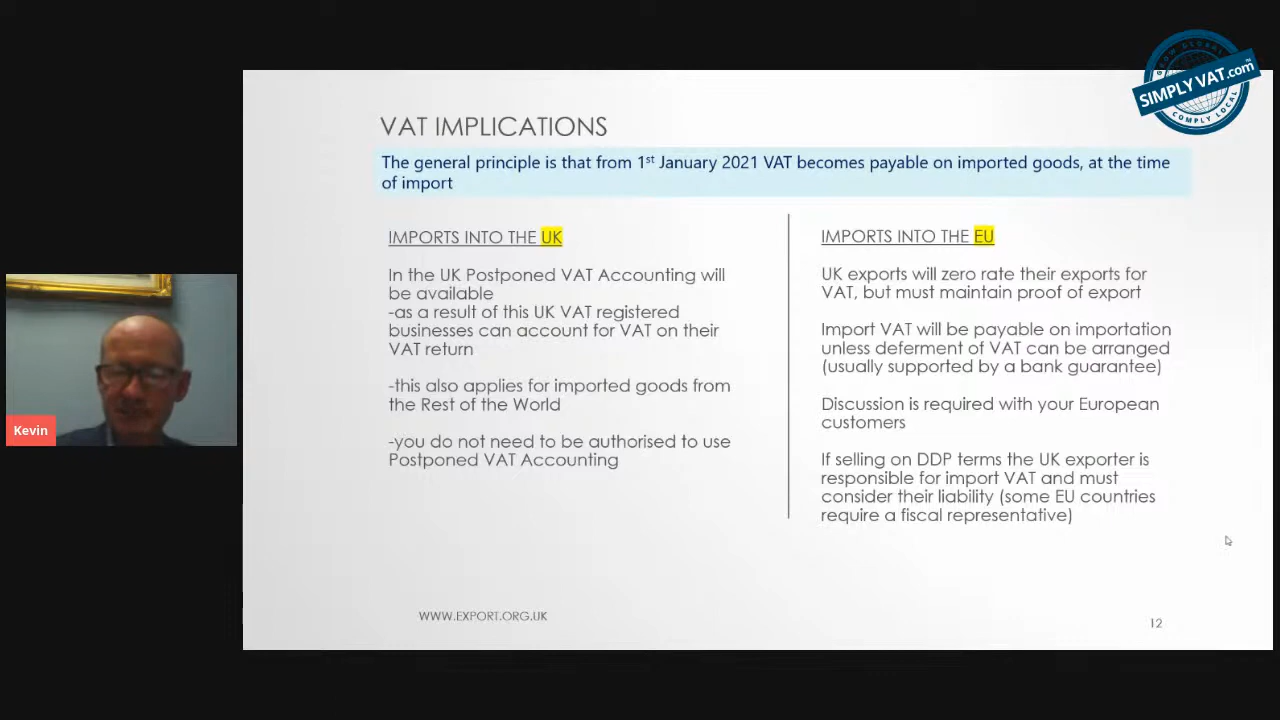 GROW GLOBAL
SIMPLY VAT.com
COMPLY LOCAL
VAT IMPLICATIONS
The general principle is that from 1st January 2021 VAT becomes payable on imported goods, at the time
of import
IMPORTS INTO THE UK
In the UK Postponed VAT Accounting will
be available
-as a result of this UK VAT registered
businesses can account for VAT on their
VAT return
-this also applies for imported goods from
the Rest of the World
-you do not need to be authorised to use
Postponed VAT Accounting
IMPORTS INTO THE EU
UK exports will zero rate their exports for
VAT, but must maintain proof of export
Import VAT will be payable on importation
unless deferment of VAT can be arranged
(usually supported by a bank guarantee)
Discussion is required with your European
customers
If selling on DDP terms the UK exporter is
responsible for import VAT and must
consider their liability (some EU countries
require a fiscal representative)
Kevin
WWW.EXPORT.ORG.UK
12